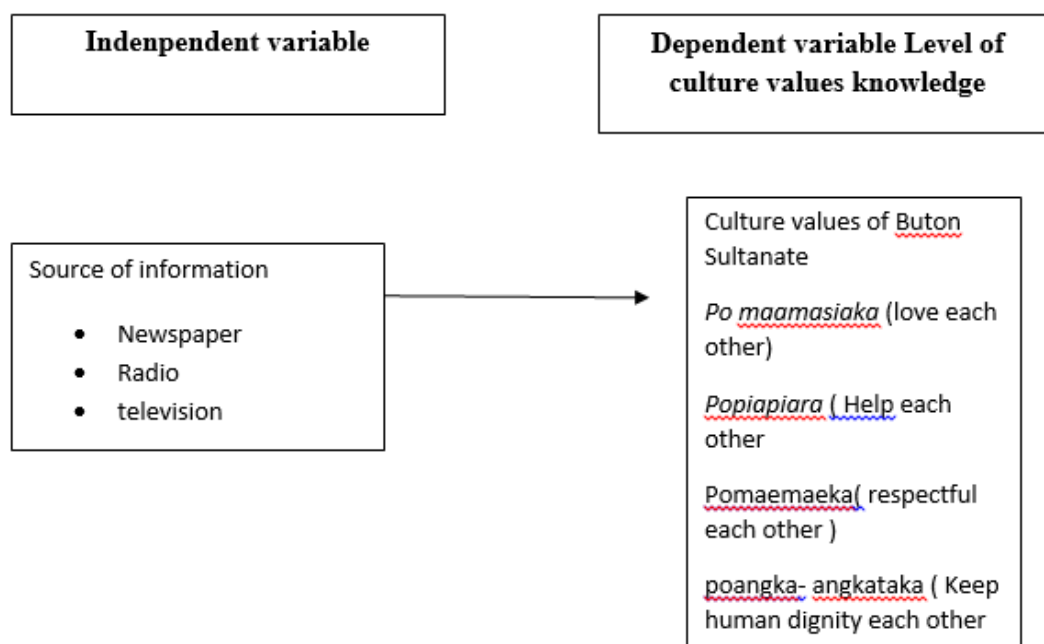 Indenpendent variable
Dependent variable Level of
culture values knowledge
Source of information
• Newspaper
• Radio
• television
Culture values of Buton
Sultanate
Po maamasiaka (love each
other)
Popiapiara ( Help each
other
Pomaemaeka( respectful
each other )
poangka- angkataka ( Keep
human dignity each other